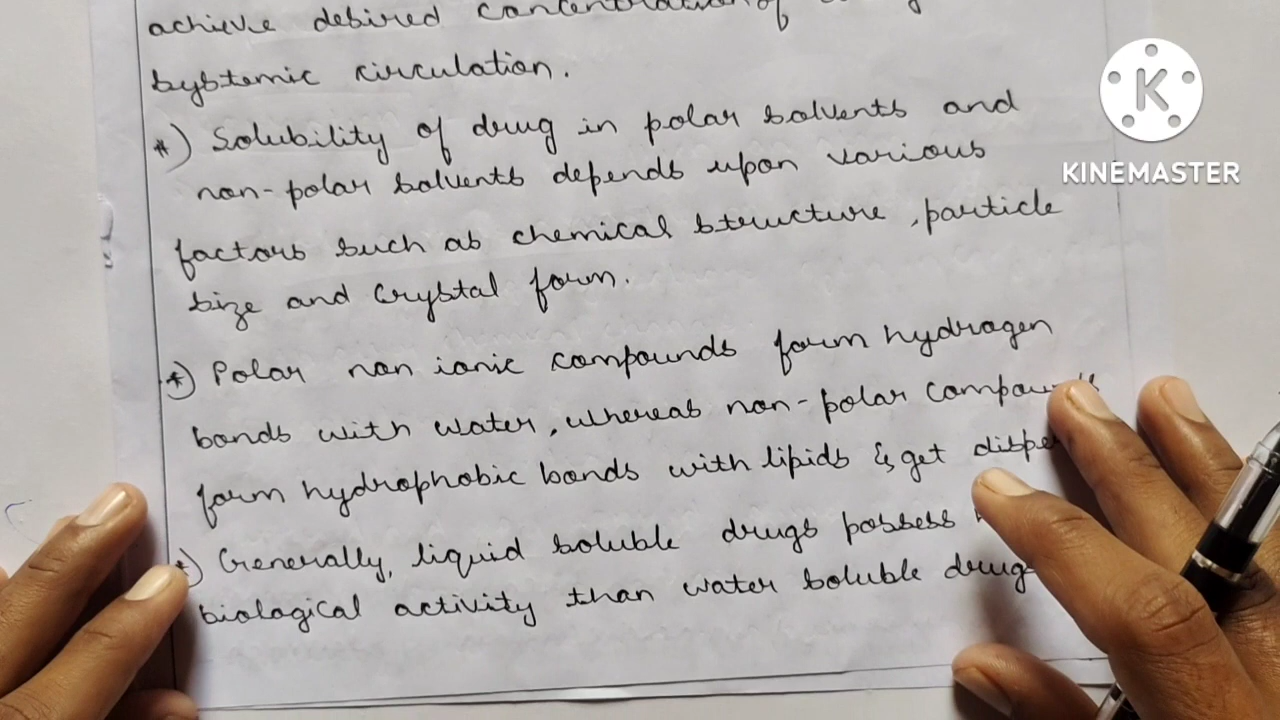 achieve desired concentration of
systemic circulation.
*) Solubility of drug in polar solvents and
non-polar solvents depends upon various
factors such as chemical structure, particle
size and crystal form.
*) Polar non ionic compounds form hydrogen
bonds with water, whereas non-polar compounds
form hydrophobic bonds with lipids & get
*) Generally, liquid soluble drugs possess
biological activity than water soluble drug
K
KINEMASTER